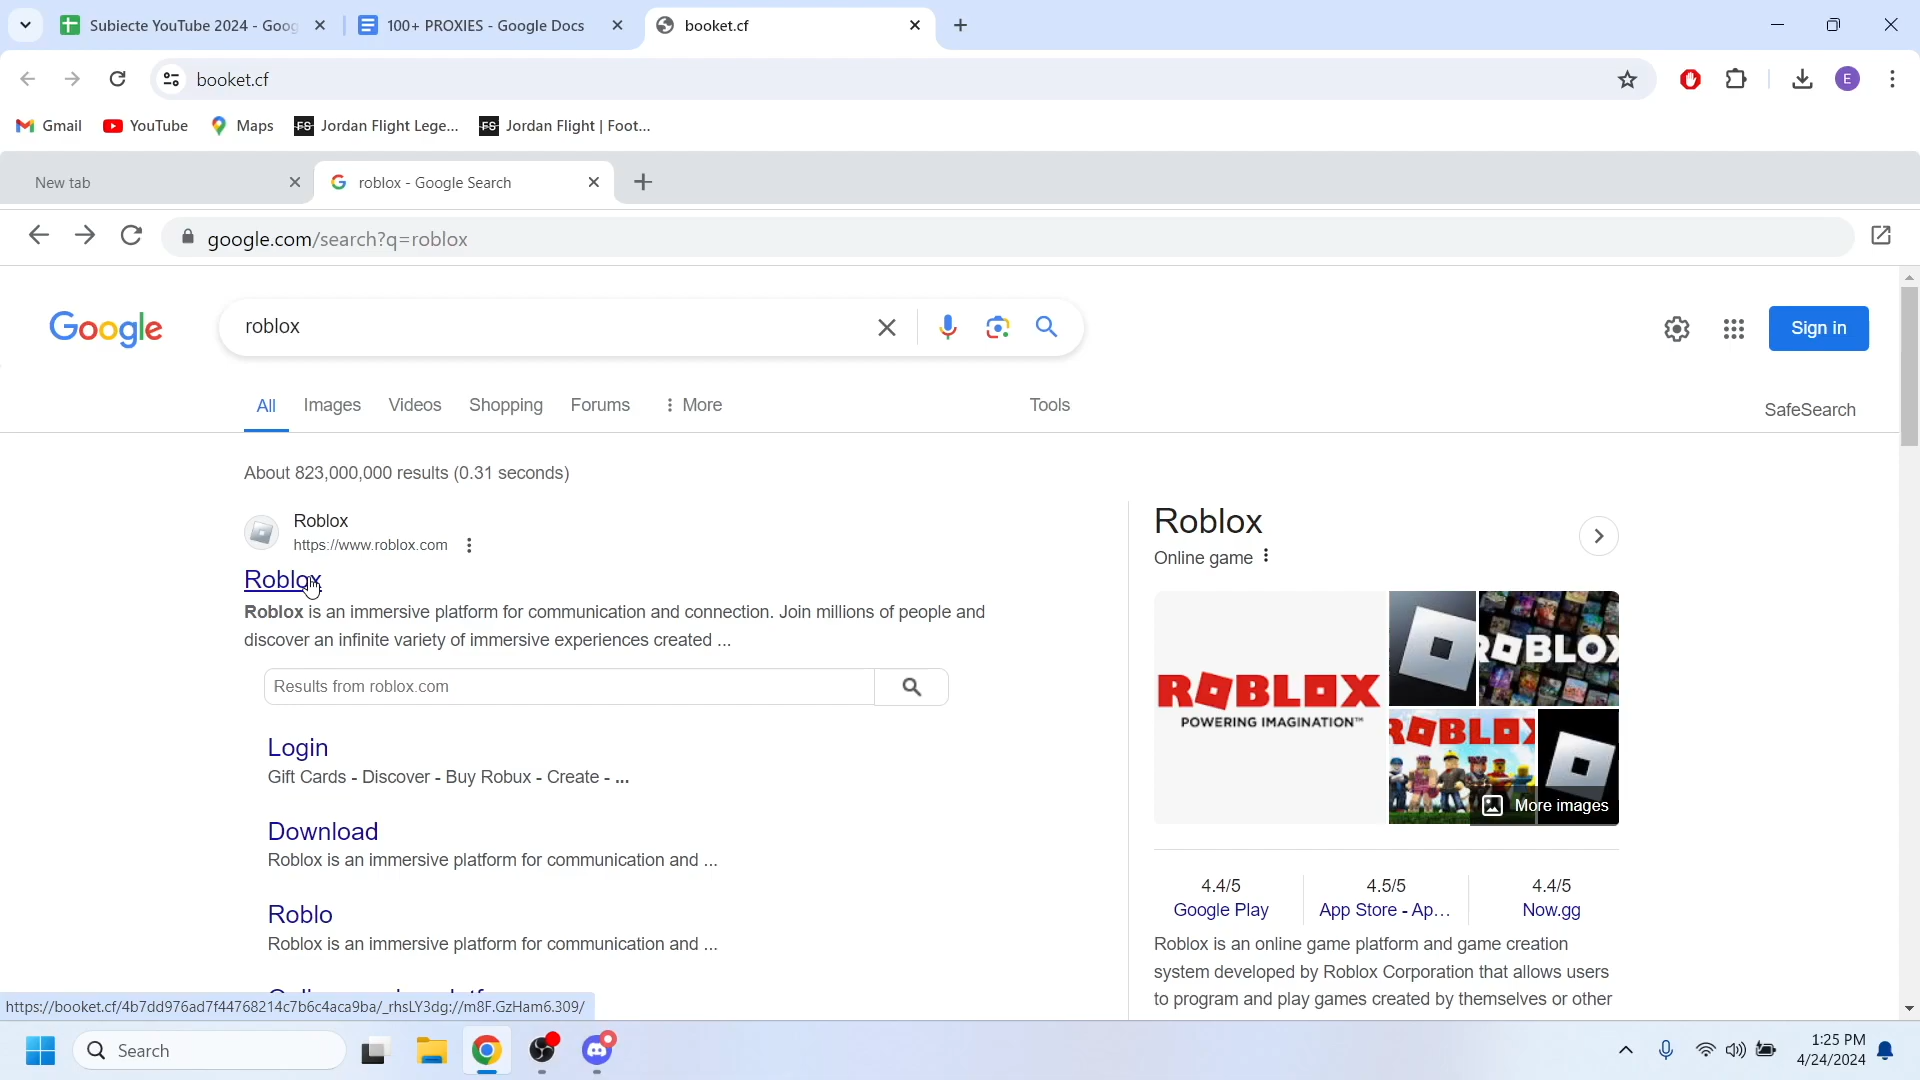 Subiecte YouTube 2024 - Goog
100+ PROXIES - Google Docs
booket.cf
booket.cf
E
Gmail
YouTube
Maps
FS Jordan Flight Lege...
FS Jordan Flight | Foot...
New tab
roblox - Google Search
google.com/search?q=roblox
Google
roblox
Sign in
All
Images
Videos
Shopping
Forums
More
Tools
SafeSearch
About 823,000,000 results (0.31 seconds)
Roblox
https://www.roblox.com
Roblox
Roblox is an immersive platform for communication and connection. Join millions of people and
discover an infinite variety of immersive experiences created ...
Results from roblox.com
Login
Gift Cards - Discover - Buy Robux - Create - ...
Download
Roblox is an immersive platform for communication and ...
Roblo
Roblox is an immersive platform for communication and ...
Roblox
Online game
ROBLOX
POWERING IMAGINATION™
ROBLOX
ROBLOX
More images
4.4/5
Google Play
4.5/5
App Store - Ap...
4.4/5
Now.gg
Roblox is an online game platform and game creation
system developed by Roblox Corporation that allows users
to program and play games created by themselves or other
https://booket.cf/4b7dd976ad7f44768214c7b6c4aca9ba/_rhsLY3dg://m8F.GzHam6.309/
Search
1:25 PM
4/24/2024